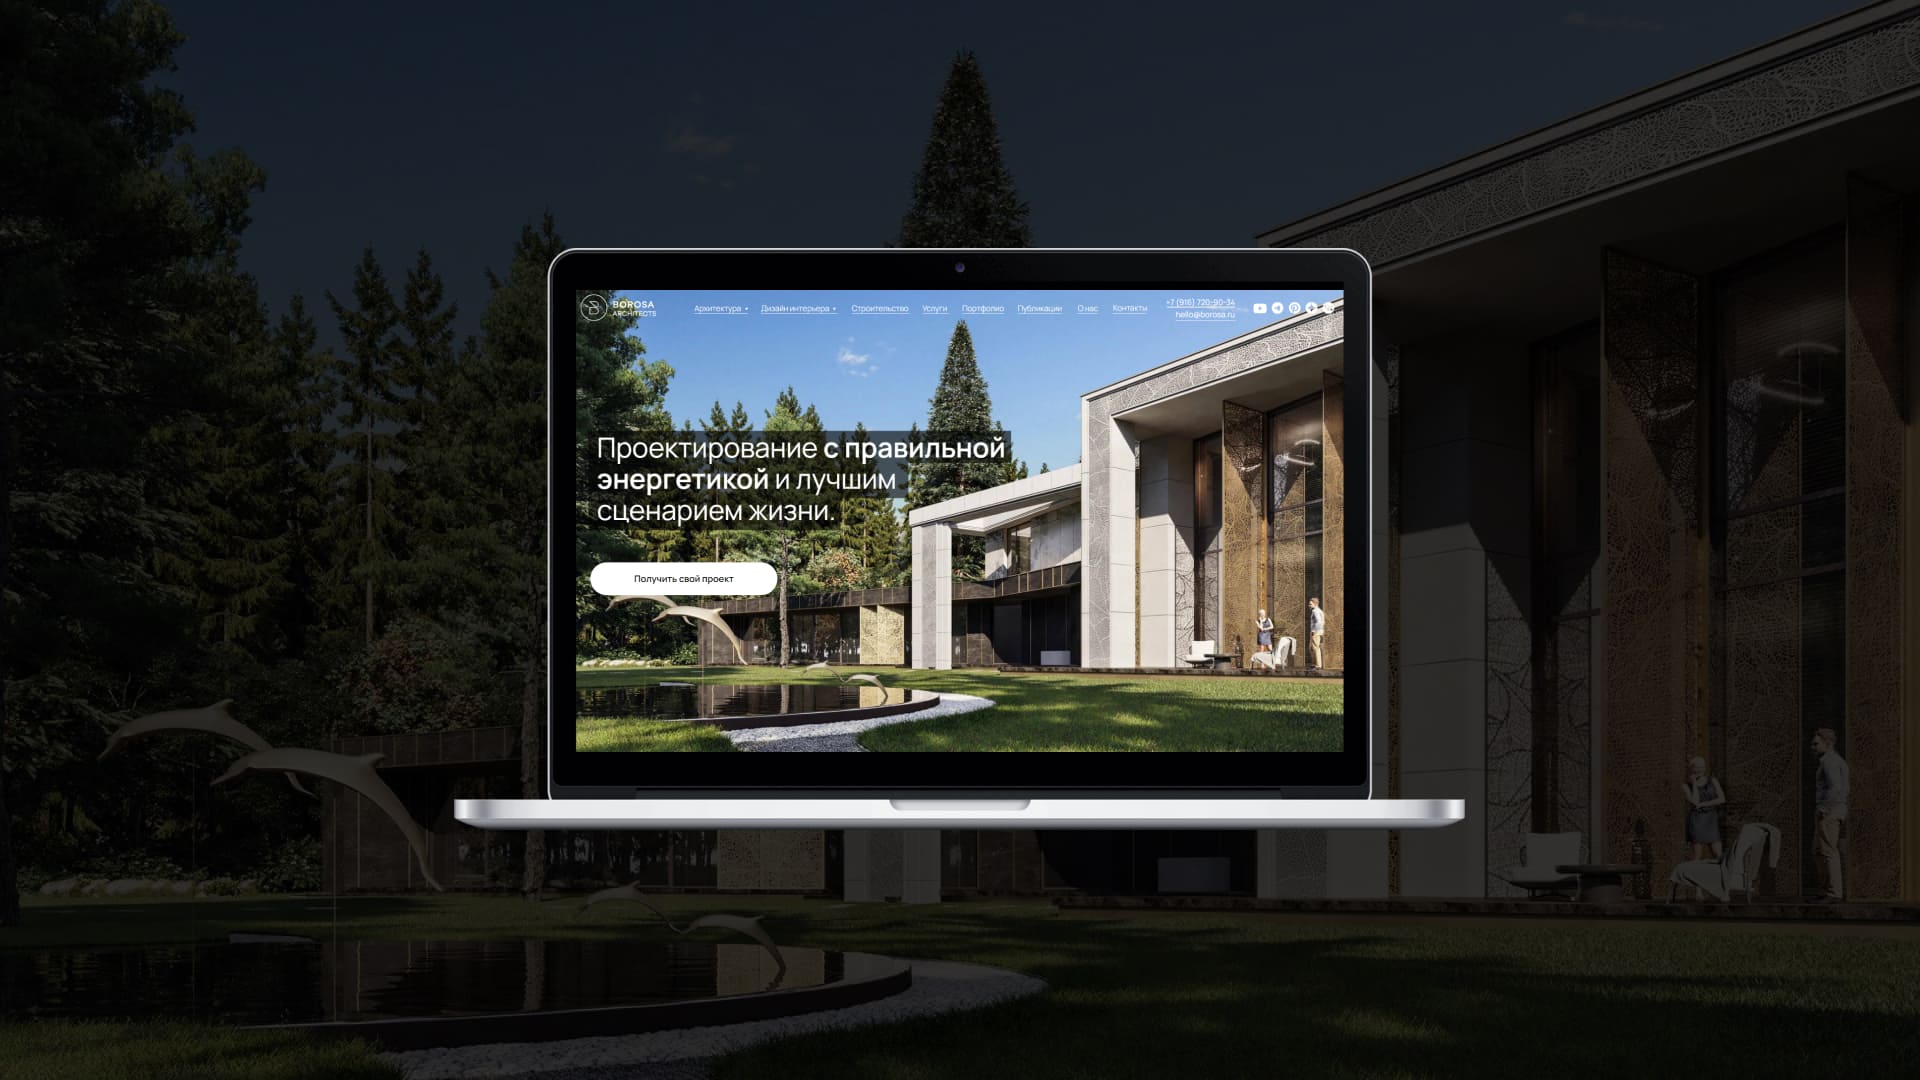 BOROSA
ARCHITECTS
Архитектура
Дизайн интерьера
Строительство
Услуги
Портфолио
Публикации
О нас
Контакты
+7 (916) 720-90-34
hello@borosa.ru
Проектирование с правильной
энергетикой и лучшим
сценарием жизни.
Получить свой проект